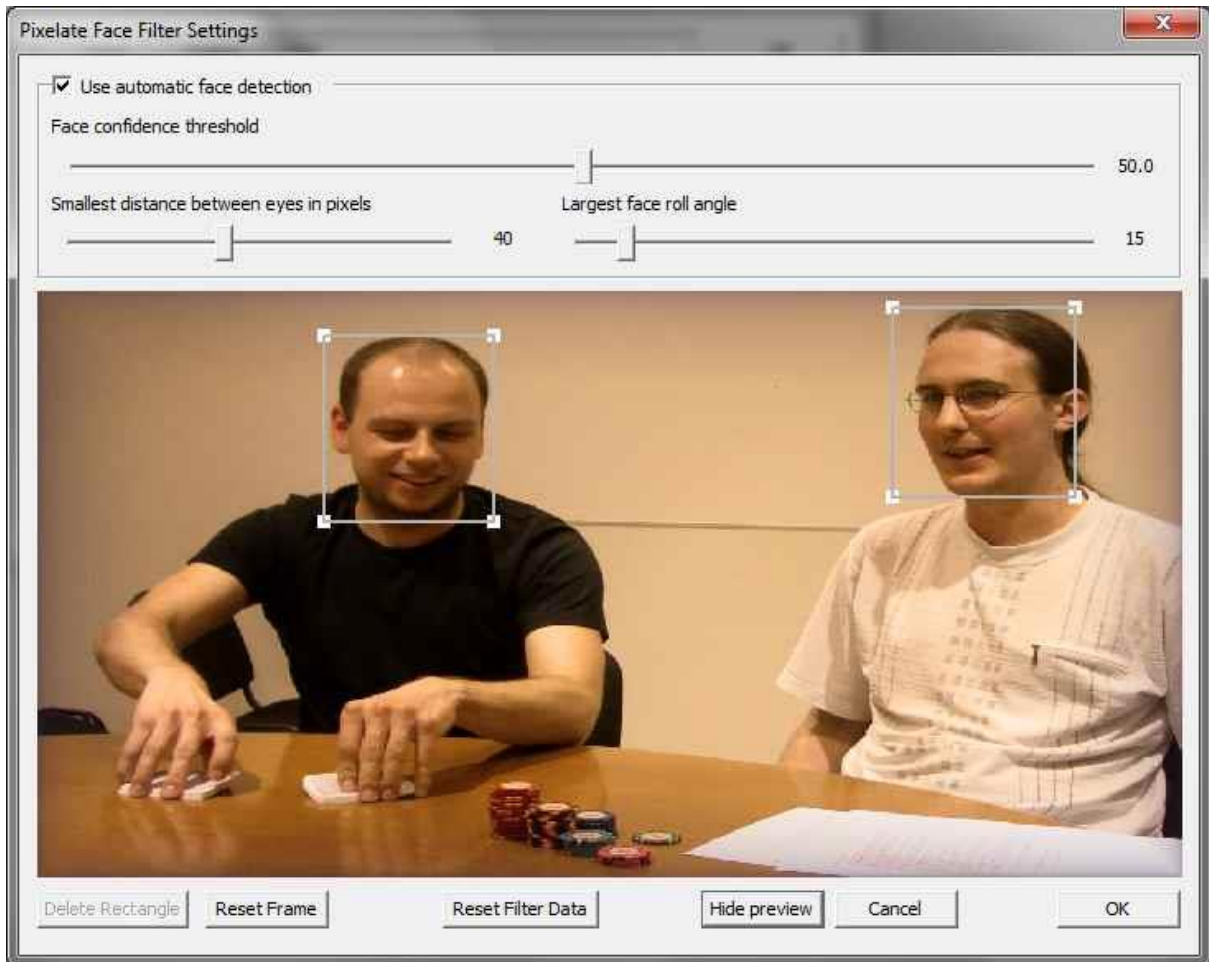 Pixelate Face Filter Settings
Use automatic face detection
Face confidence threshold
50.0
Smallest distance between eyes in pixels
Largest face roll angle
40
15
Delete Rectangle
Reset Frame
Reset Filter Data
Hide preview
Cancel
OK